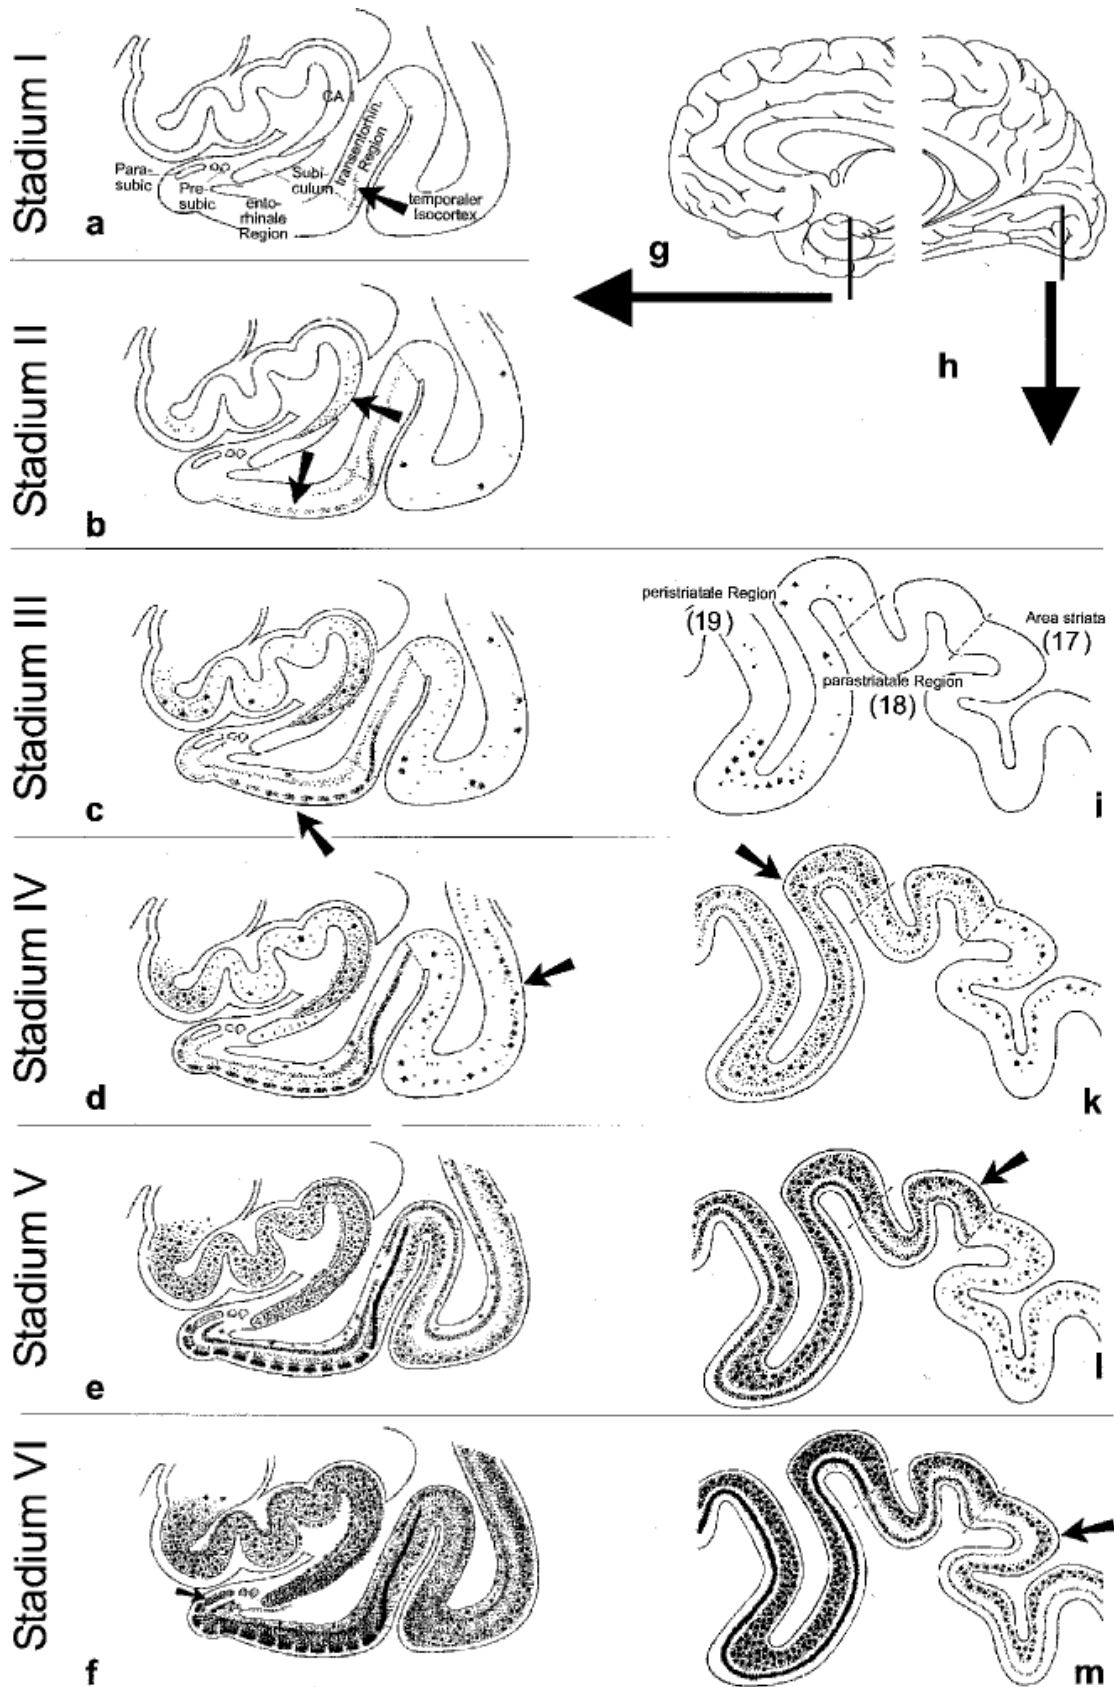 Stadium I
CA I
transentorhin.
Region
Para-
subic
Pre-
subic
Subi-
culum
ento-
rhinale
Region
temporaler
Isocortex
a
g
h
Stadium II
b
Stadium III
c
peristriatale Region
(19)
Area striata
(17)
parastriatale Region
(18)
i
Stadium IV
d
k
Stadium V
e
l
Stadium VI
f
m